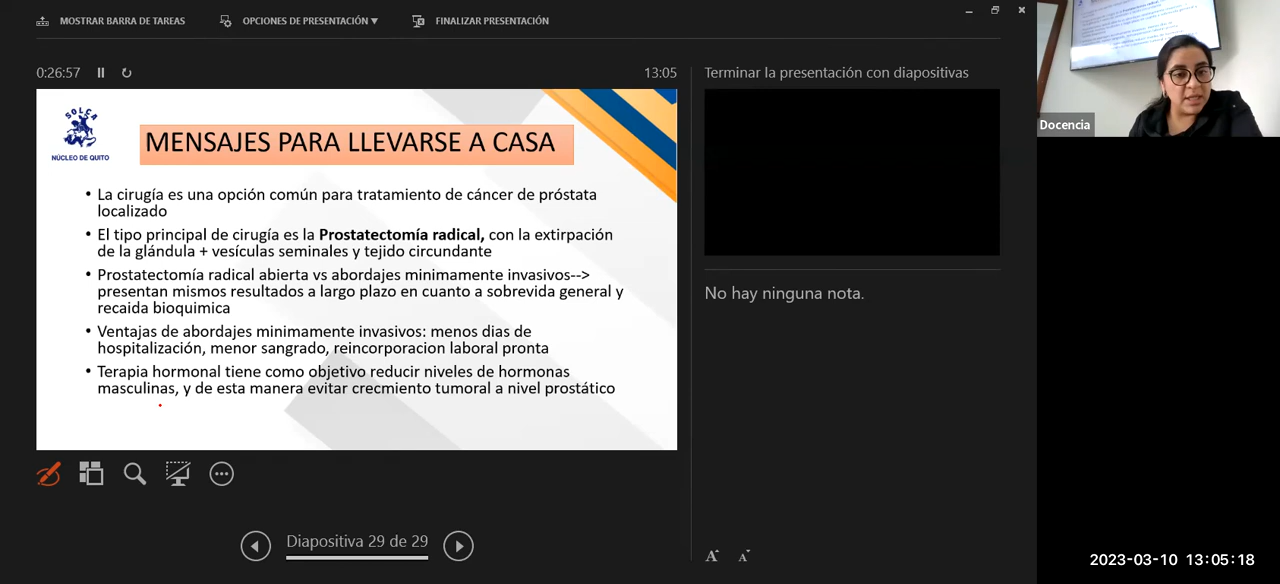 MOSTRAR BARRA DE TAREAS
OPCIONES DE PRESENTACIÓN ▼
FINALIZAR PRESENTACIÓN
0:26:57
13:05
Terminar la presentación con diapositivas
SOLCA
NÚCLEO DE QUITO
MENSAJES PARA LLEVARSE A CASA
• La cirugía es una opción común para tratamiento de cáncer de próstata
localizado
• El tipo principal de cirugía es la Prostatectomía radical, con la extirpación
de la glándula + vesículas seminales y tejido circundante
• Prostatectomía radical abierta vs abordajes minimamente invasivos-->
presentan mismos resultados a largo plazo en cuanto a sobrevida general y
recaida bioquimica
• Ventajas de abordajes minimamente invasivos: menos dias de
hospitalización, menor sangrado, reincorporacion laboral pronta
• Terapia hormonal tiene como objetivo reducir niveles de hormonas
masculinas, y de esta manera evitar crecmiento tumoral a nivel prostático
No hay ninguna nota.
Diapositiva 29 de 29
A A
Docencia
2023-03-10 13:05:18